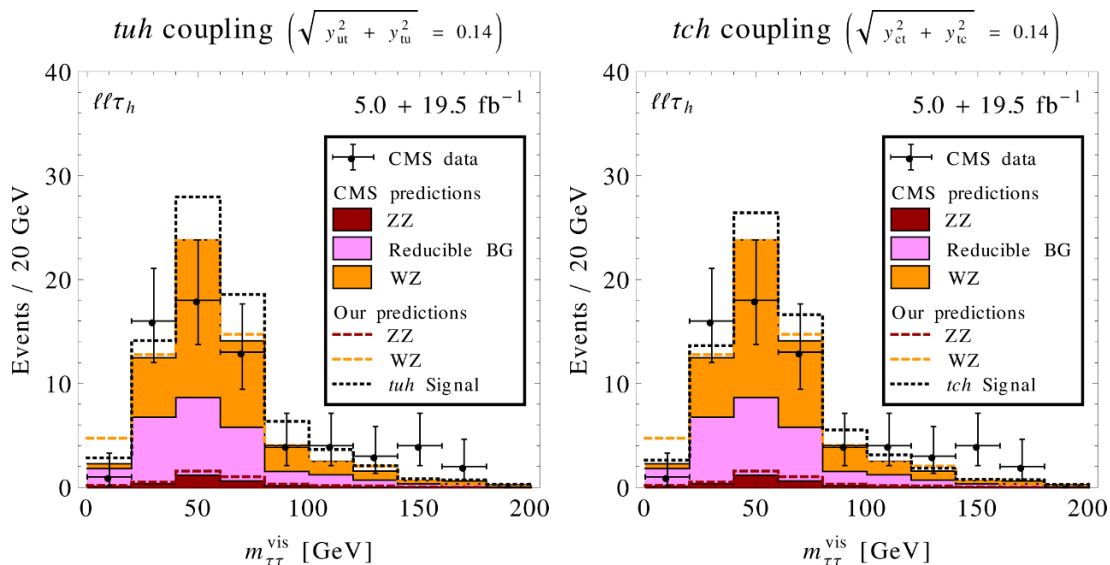 tuh coupling (√ y²ut + y²tu = 0.14)
40
30
20
10
0
Events / 20 GeV
ℓℓτh
5.0 + 19.5 fb⁻¹
CMS data
CMS predictions
ZZ
Reducible BG
WZ
Our predictions
ZZ
WZ
tuh Signal
0 50 100 150 200
mττ^vis [GeV]
tch coupling (√ y²ct + y²tc = 0.14)
40
30
20
10
0
Events / 20 GeV
ℓℓτh
5.0 + 19.5 fb⁻¹
CMS data
CMS predictions
ZZ
Reducible BG
WZ
Our predictions
ZZ
WZ
tch Signal
0 50 100 150 200
mττ^vis [GeV]